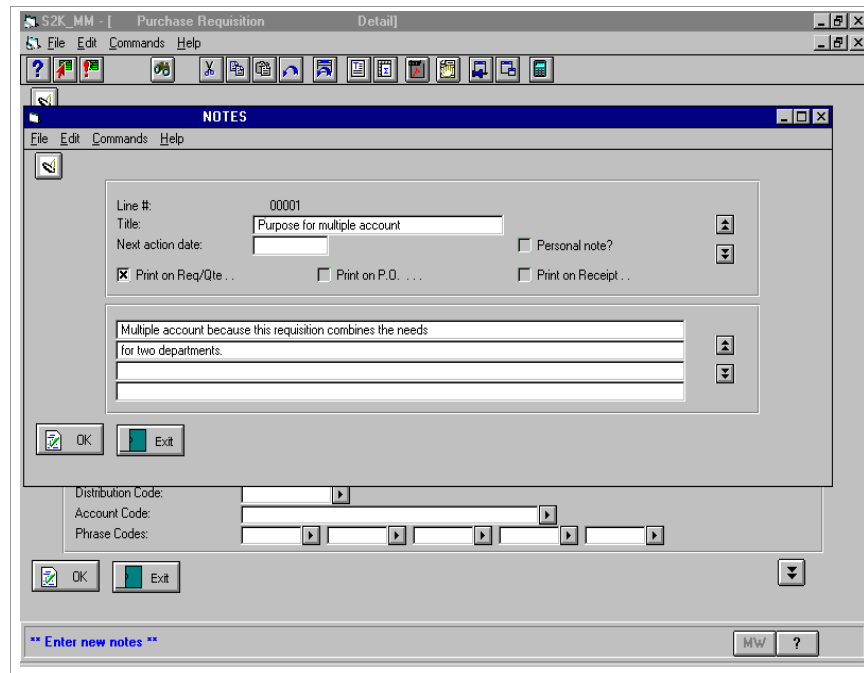 S2K_MM - [ Purchase Requisition Detail]
File Edit Commands Help
NOTES
File Edit Commands Help
Line #: 00001
Title: Purpose for multiple account
Next action date: Personal note?
Print on Req/Qte . . Print on P.O. . . . . Print on Receipt . .
Multiple account because this requisition combines the needs
for two departments.
OK Exit
Distribution Code:
Account Code:
Phrase Codes:
OK Exit
** Enter new notes ** MW ?